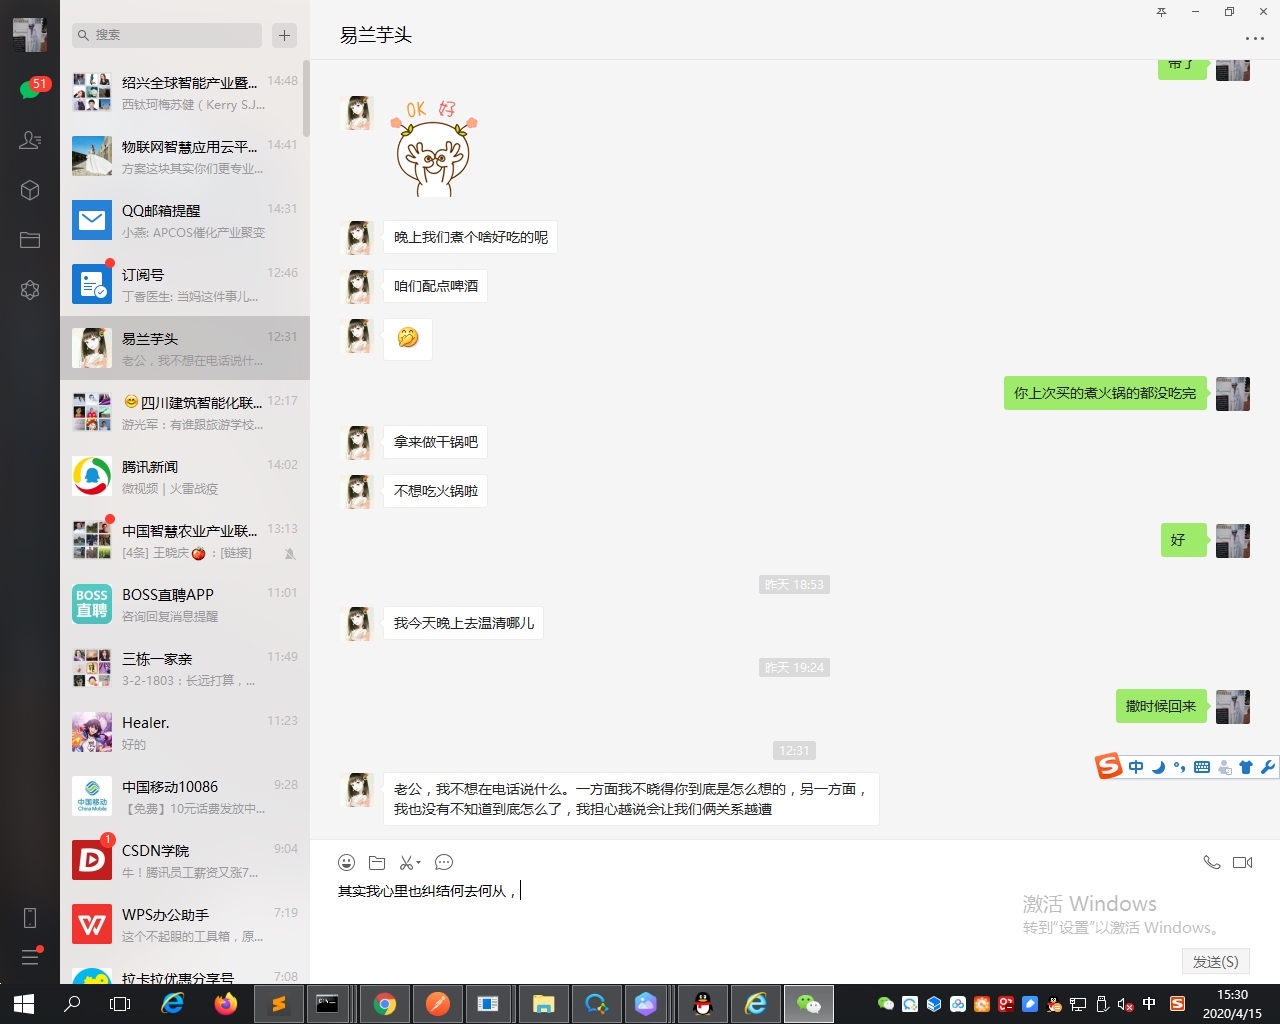 搜索
易兰芋头
51
绍兴全球智能产业暨... 14:48
西钛珂梅苏健（Kerry S.J...
物联网智慧应用云平... 14:41
方案这块其实你们更专业...
QQ邮箱提醒 14:31
小燕: APCOS催化产业聚变
订阅号 12:46
丁香医生: 当妈这件事儿...
易兰芋头 12:31
老公，我不想在电话说什...
四川建筑智能化联... 12:17
游光军：有谁跟旅游学校...
腾讯新闻 14:02
微视频 | 火雷战疫
中国智慧农业产业联... 13:13
[4条] 王晓庆🍅：[链接]
BOSS直聘
BOSS直聘APP 11:01
咨询回复消息提醒
三栋一家亲 11:49
3-2-1803：长远打算，...
Healer. 11:23
好的
中国移动 China Mobile
中国移动10086 9:28
【免费】10元话费发放中...
1
CSDN学院 9:04
牛！腾讯员工薪资又涨7...
WPS办公助手 7:19
这个不起眼的工具箱，原...
拉卡拉优惠分享号 7:08
带了
OK 好
晚上我们煮个啥好吃的呢
咱们配点啤酒
你上次买的煮火锅的都没吃完
拿来做干锅吧
不想吃火锅啦
好
昨天 18:53
我今天晚上去温清哪儿
昨天 19:24
撒时候回来
12:31
中
老公，我不想在电话说什么。一方面我不晓得你到底是怎么想的，另一方面，
我也没有不知道到底怎么了，我担心越说会让我们俩关系越遭
其实我心里也纠结何去何从，
激活 Windows
转到“设置”以激活 Windows。
发送(S)
中
15:30
2020/4/15